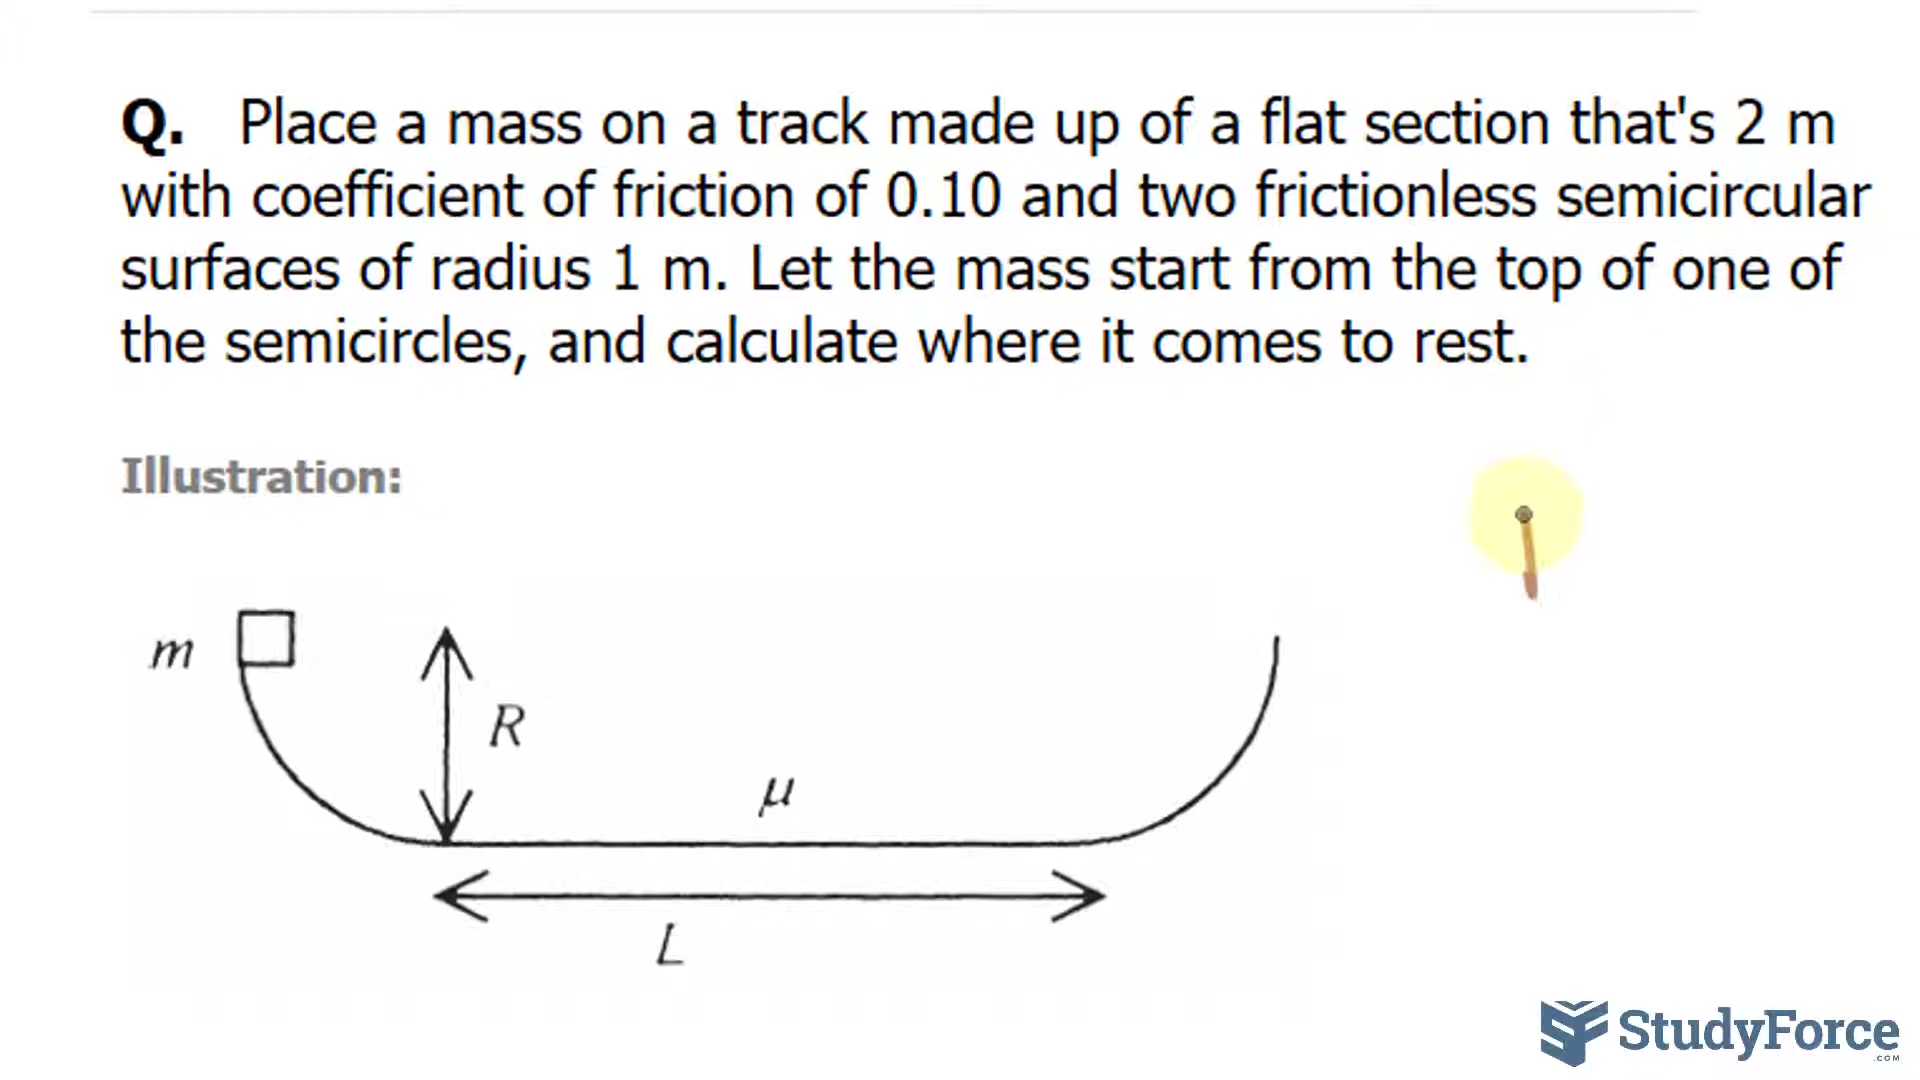 Q. Place a mass on a track made up of a flat section that's 2 m
with coefficient of friction of 0.10 and two frictionless semicircular
surfaces of radius 1 m. Let the mass start from the top of one of
the semicircles, and calculate where it comes to rest.
Illustration:
m
R
μ
L
StudyForce
.COM